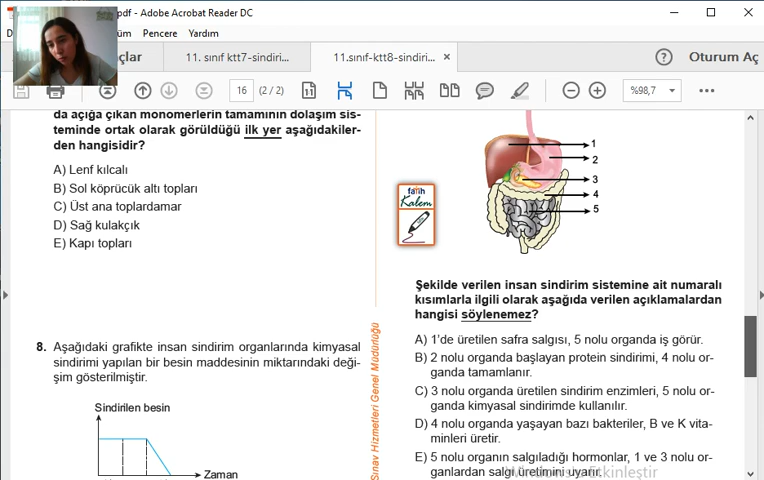 pdf - Adobe Acrobat Reader DC
Pencere Yardım
11. sınıf ktt7-sindiri...
11.sınıf-ktt8-sindiri... ×
? Oturum Aç
16 (2 / 2)
%98,7
da açığa çıkan monomerlerin tamamının dolaşım sis-
teminde ortak olarak görüldüğü ilk yer aşağıdakiler-
den hangisidir?
A) Lenf kılcalı
B) Sol köprücük altı topları
C) Üst ana toplardamar
D) Sağ kulakçık
E) Kapı topları
8. Aşağıdaki grafikte insan sindirim organlarında kimyasal
sindirimi yapılan bir besin maddesinin miktarındaki deği-
şim gösterilmiştir.
Sindirilen besin
Zaman
fatih
Kalem
Sınav Hizmetleri Genel Müdürlüğü
1
2
3
4
5
Şekilde verilen insan sindirim sistemine ait numaralı
kısımlarla ilgili olarak aşağıda verilen açıklamalardan
hangisi söylenemez?
A) 1'de üretilen safra salgısı, 5 nolu organda iş görür.
B) 2 nolu organda başlayan protein sindirimi, 4 nolu or-
ganda tamamlanır.
C) 3 nolu organda üretilen sindirim enzimleri, 5 nolu or-
ganda kimyasal sindirimde kullanılır.
D) 4 nolu organda yaşayan bazı bakteriler, B ve K vita-
minleri üretir.
E) 5 nolu organın salgıladığı hormonlar, 1 ve 3 nolu or-
ganlardan salgı üretimini uyarır.
Windows'u Etkinleştir